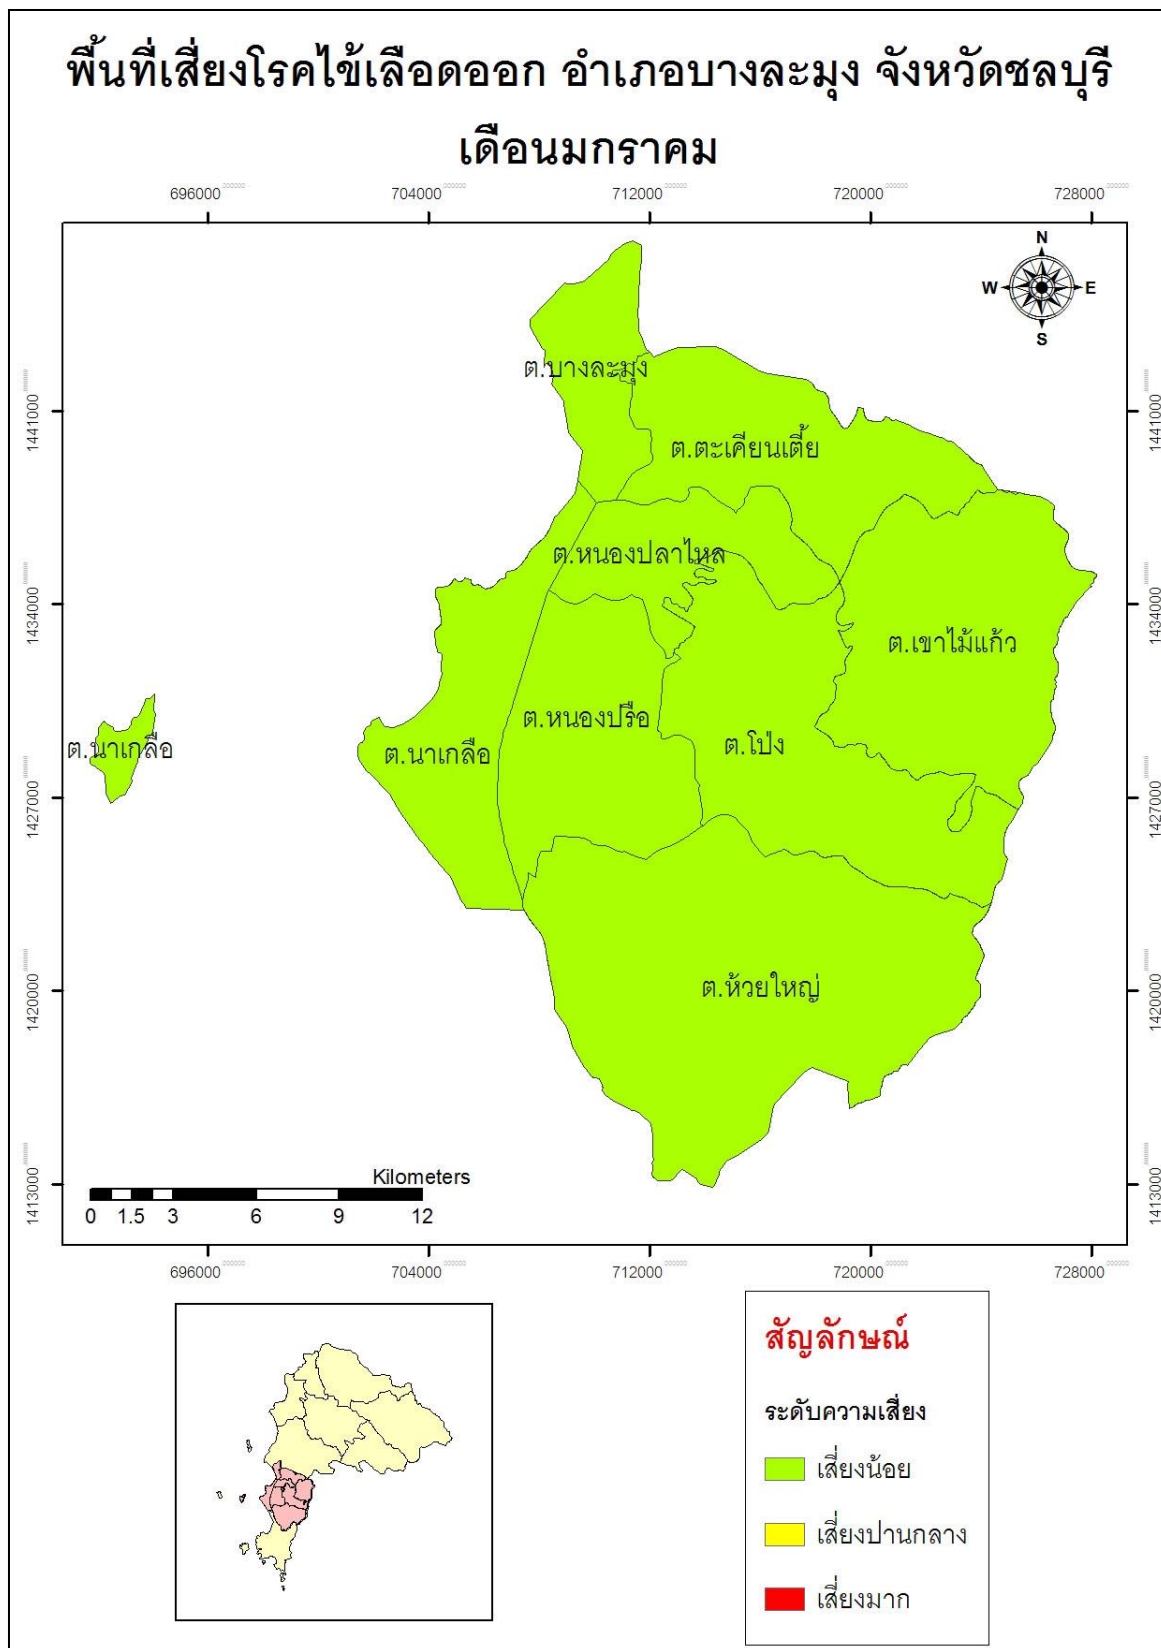 พื้นที่เสี่ยงโรคไข้เลือดออก อำเภอบางละมุง จังหวัดชลบุรี
เดือนมกราคม
696000 704000 712000 720000 728000
N
W E
S
ต.บางละมุง
1441000 1441000
ต.ตะเคียนเตี้ย
ต.หนองปลาไหล
1434000 1434000
ต.เขาไม้แก้ว
ต.หนองปรือ
ต.นาเกลือ ต.นาเกลือ ต.โป่ง
1427000 1427000
ต.ห้วยใหญ่
1420000 1420000
Kilometers
1413000 1413000
0 1.5 3 6 9 12
696000 704000 712000 720000 728000
สัญลักษณ์
ระดับความเสี่ยง
เสี่ยงน้อย
เสี่ยงปานกลาง
เสี่ยงมาก